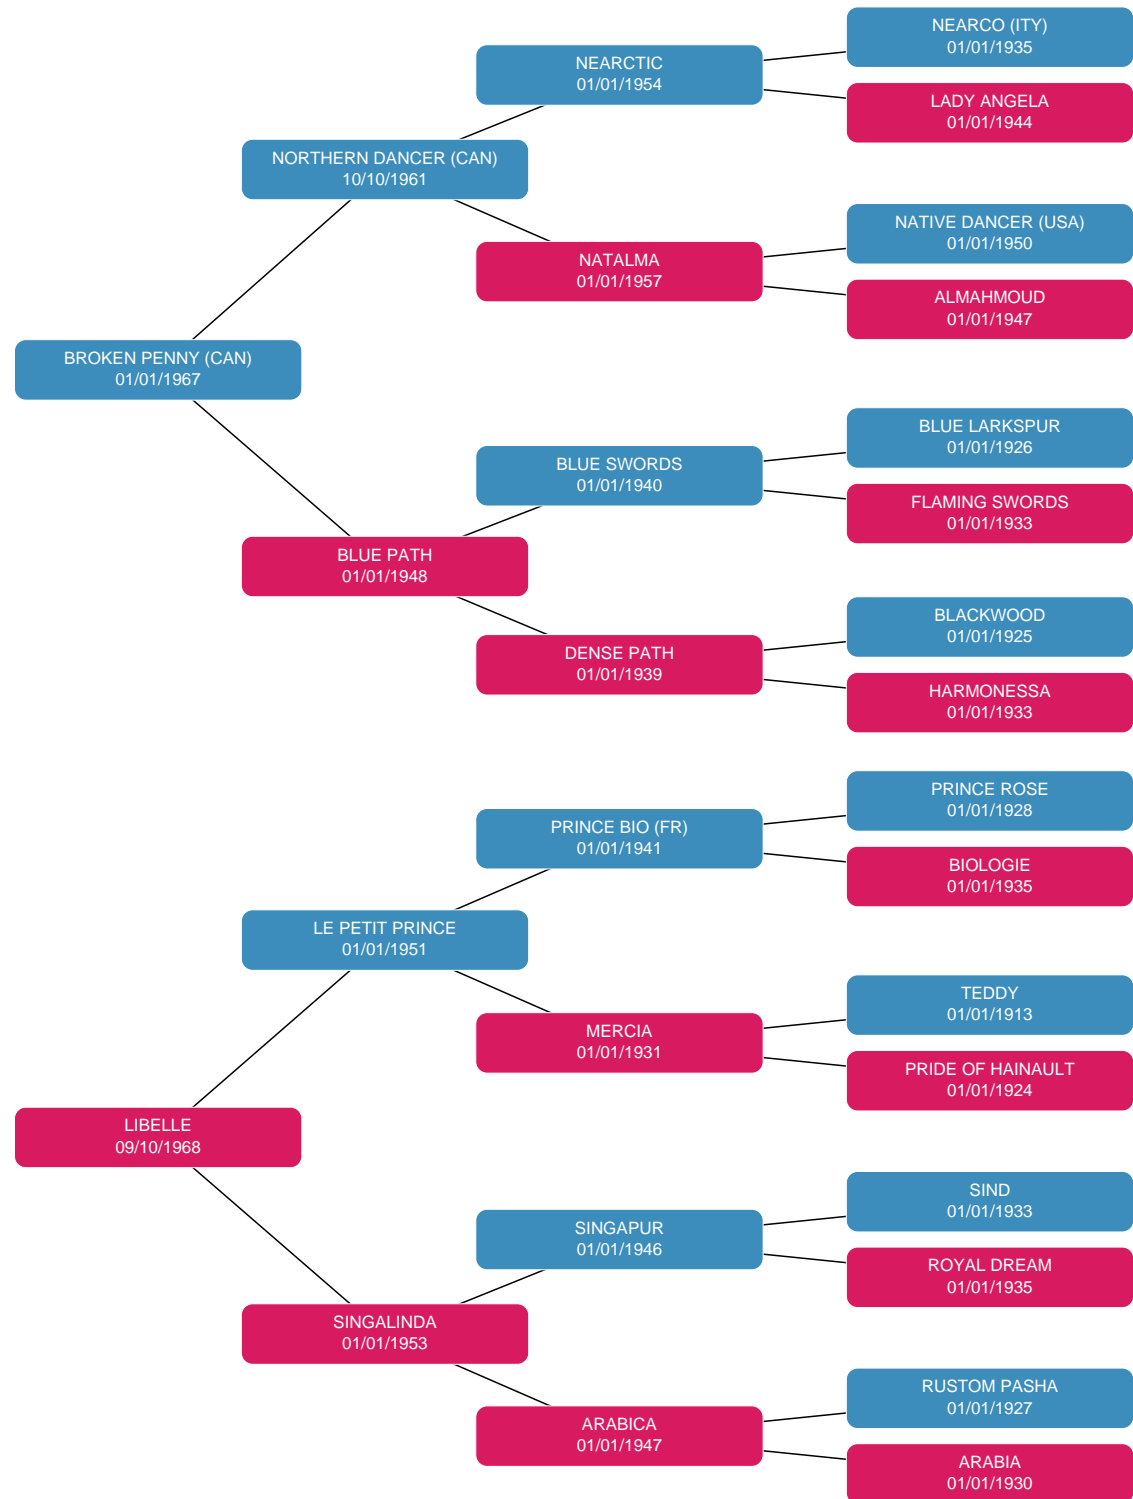 NEARCO (ITY)
01/01/1935
NEARCTIC
01/01/1954
LADY ANGELA
01/01/1944
NORTHERN DANCER (CAN)
10/10/1961
NATIVE DANCER (USA)
01/01/1950
NATALMA
01/01/1957
ALMAHMOUD
01/01/1947
BROKEN PENNY (CAN)
01/01/1967
BLUE LARKSPUR
01/01/1926
BLUE SWORDS
01/01/1940
FLAMING SWORDS
01/01/1933
BLUE PATH
01/01/1948
BLACKWOOD
01/01/1925
DENSE PATH
01/01/1939
HARMONESSA
01/01/1933
PRINCE ROSE
01/01/1928
PRINCE BIO (FR)
01/01/1941
BIOLOGIE
01/01/1935
LE PETIT PRINCE
01/01/1951
TEDDY
01/01/1913
MERCIA
01/01/1931
PRIDE OF HAINAULT
01/01/1924
LIBELLE
09/10/1968
SIND
01/01/1933
SINGAPUR
01/01/1946
ROYAL DREAM
01/01/1935
SINGALINDA
01/01/1953
RUSTOM PASHA
01/01/1927
ARABICA
01/01/1947
ARABIA
01/01/1930